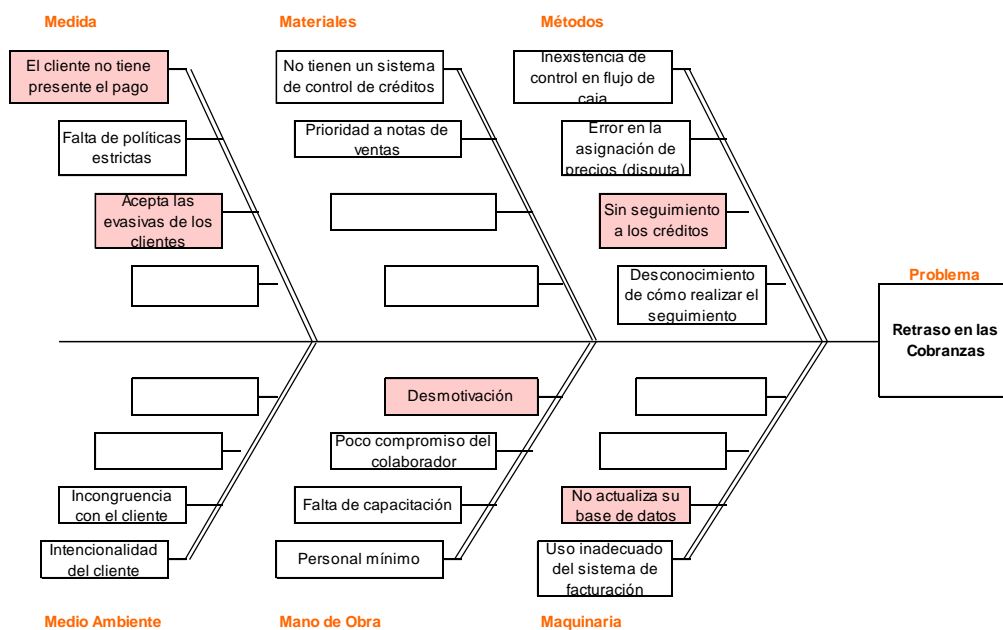 Medida
Materiales
Métodos
El cliente no tiene
presente el pago
No tienen un sistema
de control de créditos
Inexistencia de
control en flujo de
caja
Falta de políticas
estrictas
Prioridad a notas de
ventas
Error en la
asignación de
precios (disputa)
Acepta las
evasivas de los
clientes
Sin seguimiento
a los créditos
Desconocimiento
de cómo realizar el
seguimiento
Problema
Retraso en las
Cobranzas
Desmotivación
Poco compromiso del
colaborador
Incongruencia
con el cliente
Falta de capacitación
No actualiza su
base de datos
Intencionalidad
del cliente
Personal mínimo
Uso inadecuado
del sistema de
facturación
Medio Ambiente
Mano de Obra
Maquinaria